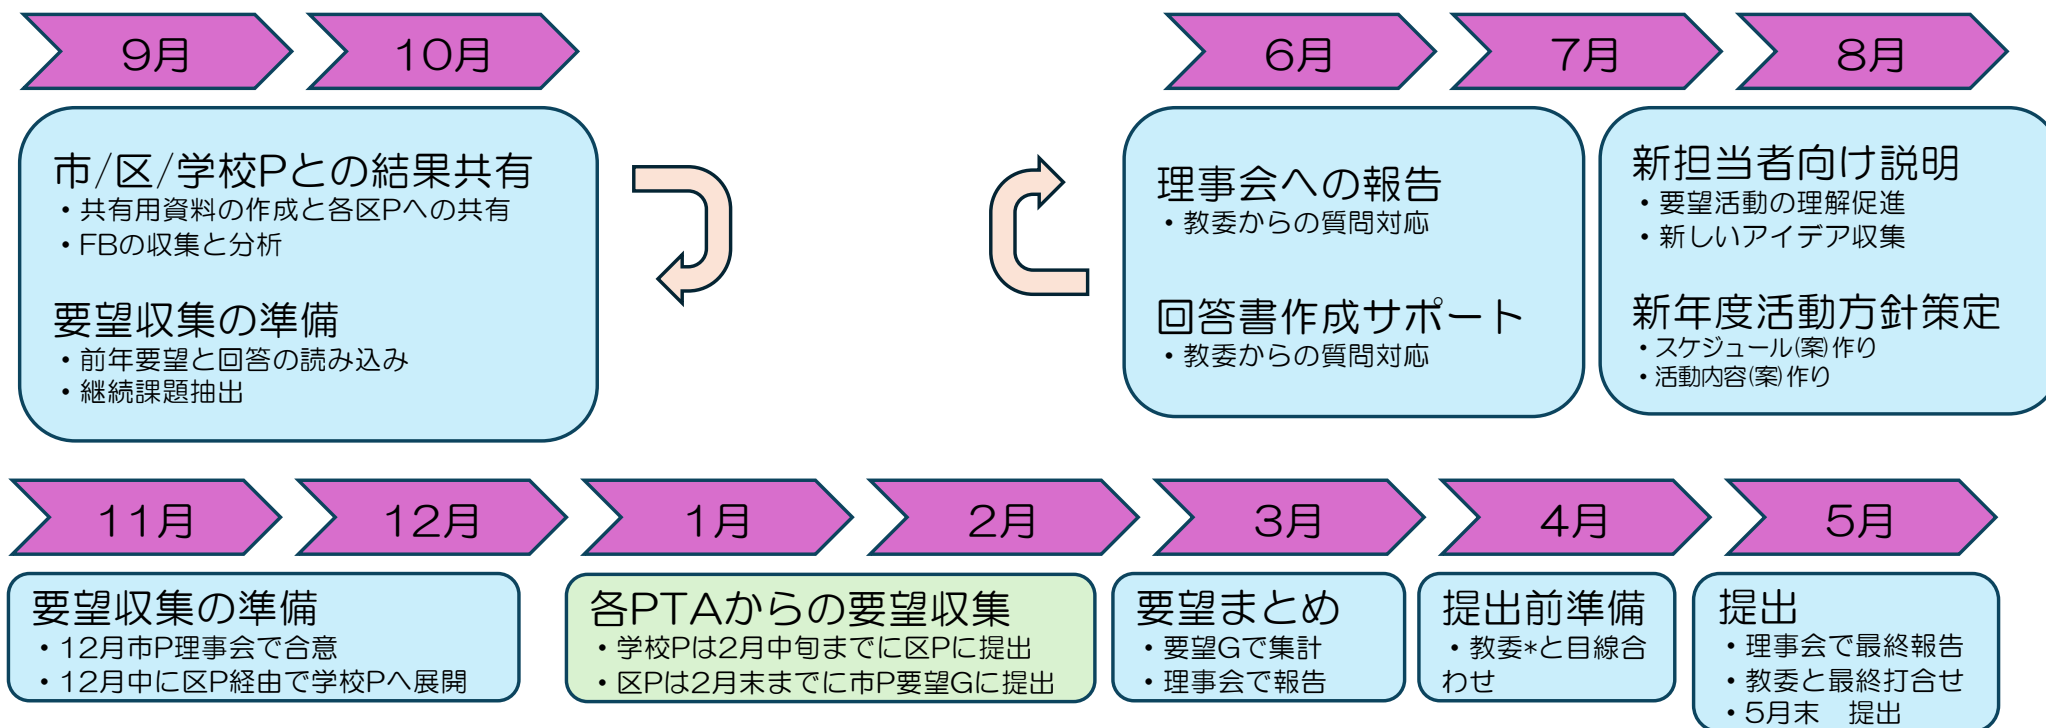 9月
10月
6月
7月
8月
市/区/学校Pとの結果共有
・共有用資料の作成と各区Pへの共有
・FBの収集と分析
要望収集の準備
・前年要望と回答の読み込み
・継続課題抽出
理事会への報告
・教委からの質問対応
回答書作成サポート
・教委からの質問対応
新担当者向け説明
・要望活動の理解促進
・新しいアイデア収集
新年度活動方針策定
・スケジュール(案)作り
・活動内容(案)作り
11月
12月
1月
2月
3月
4月
5月
要望収集の準備
・12月市P理事会で合意
・12月中に区P経由で学校Pへ展開
各PTAからの要望収集
・学校Pは2月中旬までに区Pに提出
・区Pは2月末までに市P要望Gに提出
要望まとめ
・要望Gで集計
・理事会で報告
提出前準備
・教委*と目線合
わせ
提出
・理事会で最終報告
・教委と最終打合せ
・5月末　提出